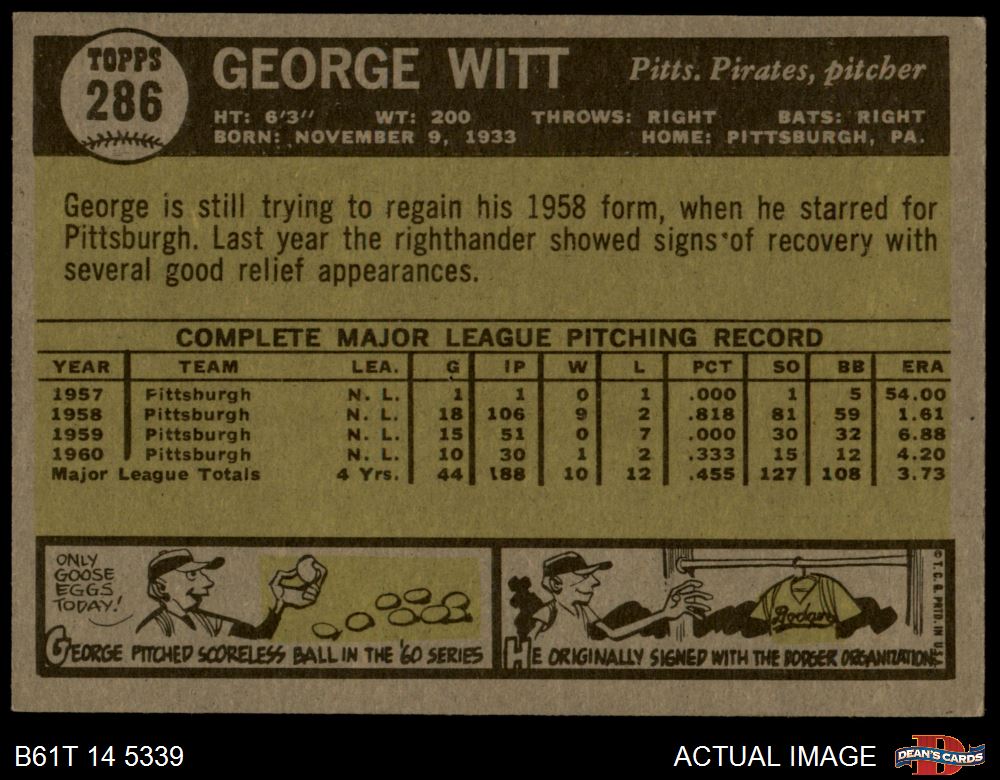 TOPPS
286
GEORGE WITT
Pitts. Pirates, pitcher
HT: 6'3" WT: 200 THROWS: RIGHT BATS: RIGHT
BORN: NOVEMBER 9, 1933 HOME: PITTSBURGH, PA.
George is still trying to regain his 1958 form, when he starred for
Pittsburgh. Last year the righthander showed signs of recovery with
several good relief appearances.
COMPLETE MAJOR LEAGUE PITCHING RECORD
YEAR TEAM LEA. G IP W L PCT SO BB ERA
1957 Pittsburgh N. L. 1 1 0 1 .000 1 5 54.00
1958 Pittsburgh N. L. 18 106 9 2 .818 81 59 1.61
1959 Pittsburgh N. L. 15 51 0 7 .000 30 32 6.88
1960 Pittsburgh N. L. 10 30 1 2 .333 15 12 4.20
Major League Totals 4 Yrs. 44 188 10 12 .455 127 108 3.73
ONLY
GOOSE
EGGS
TODAY!
GEORGE PITCHED SCORELESS BALL IN THE '60 SERIES
Dodgers
HE ORIGINALLY SIGNED WITH THE DODGER ORGANIZATION.
© T. C. G. PRTD. IN U.S.A.
B61T 14 5339
ACTUAL IMAGE
DEAN'S CARDS